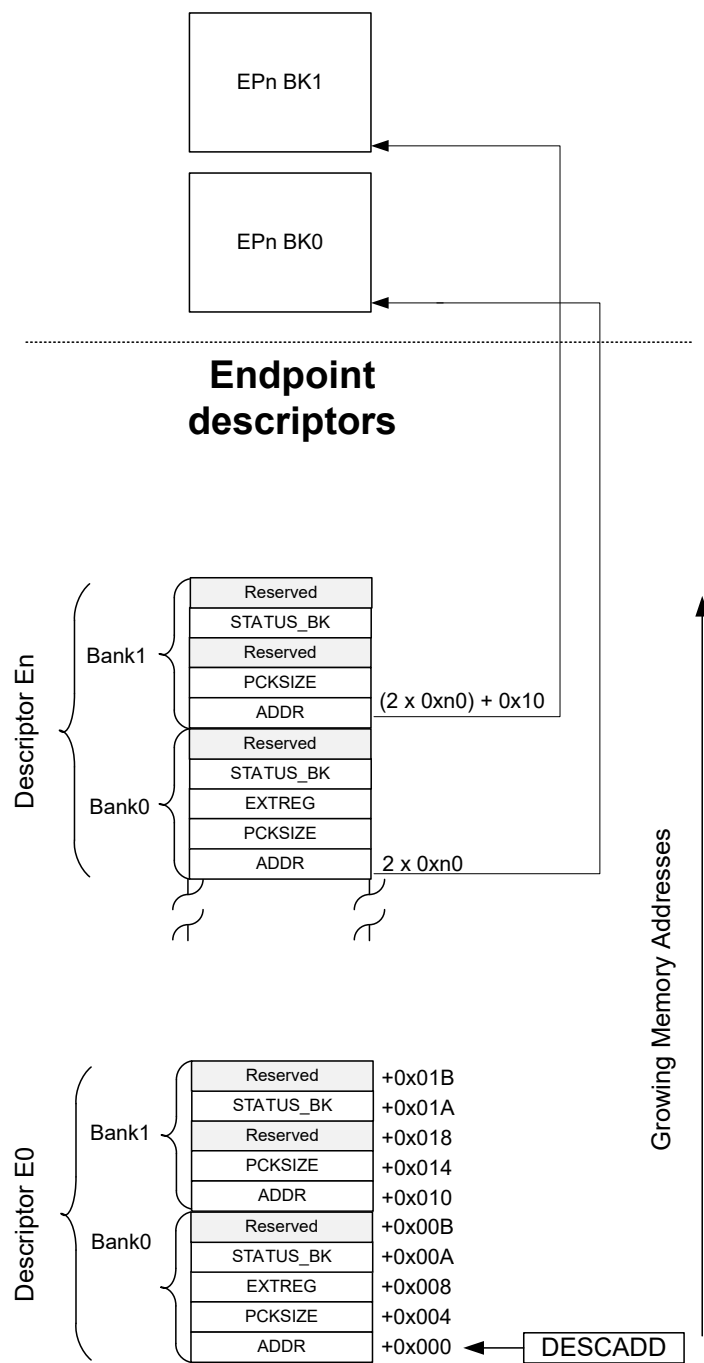 EPn BK1
EPn BK0
Endpoint
descriptors
Descriptor En
Bank1
Reserved
STATUS_BK
Reserved
PCKSIZE
ADDR (2 x 0xn0) + 0x10
Bank0
Reserved
STATUS_BK
EXTREG
PCKSIZE
ADDR 2 x 0xn0
Growing Memory Addresses
Descriptor E0
Bank1
Reserved +0x01B
STATUS_BK +0x01A
Reserved +0x018
PCKSIZE +0x014
ADDR +0x010
Bank0
Reserved +0x00B
STATUS_BK +0x00A
EXTREG +0x008
PCKSIZE +0x004
ADDR +0x000 DESCADD